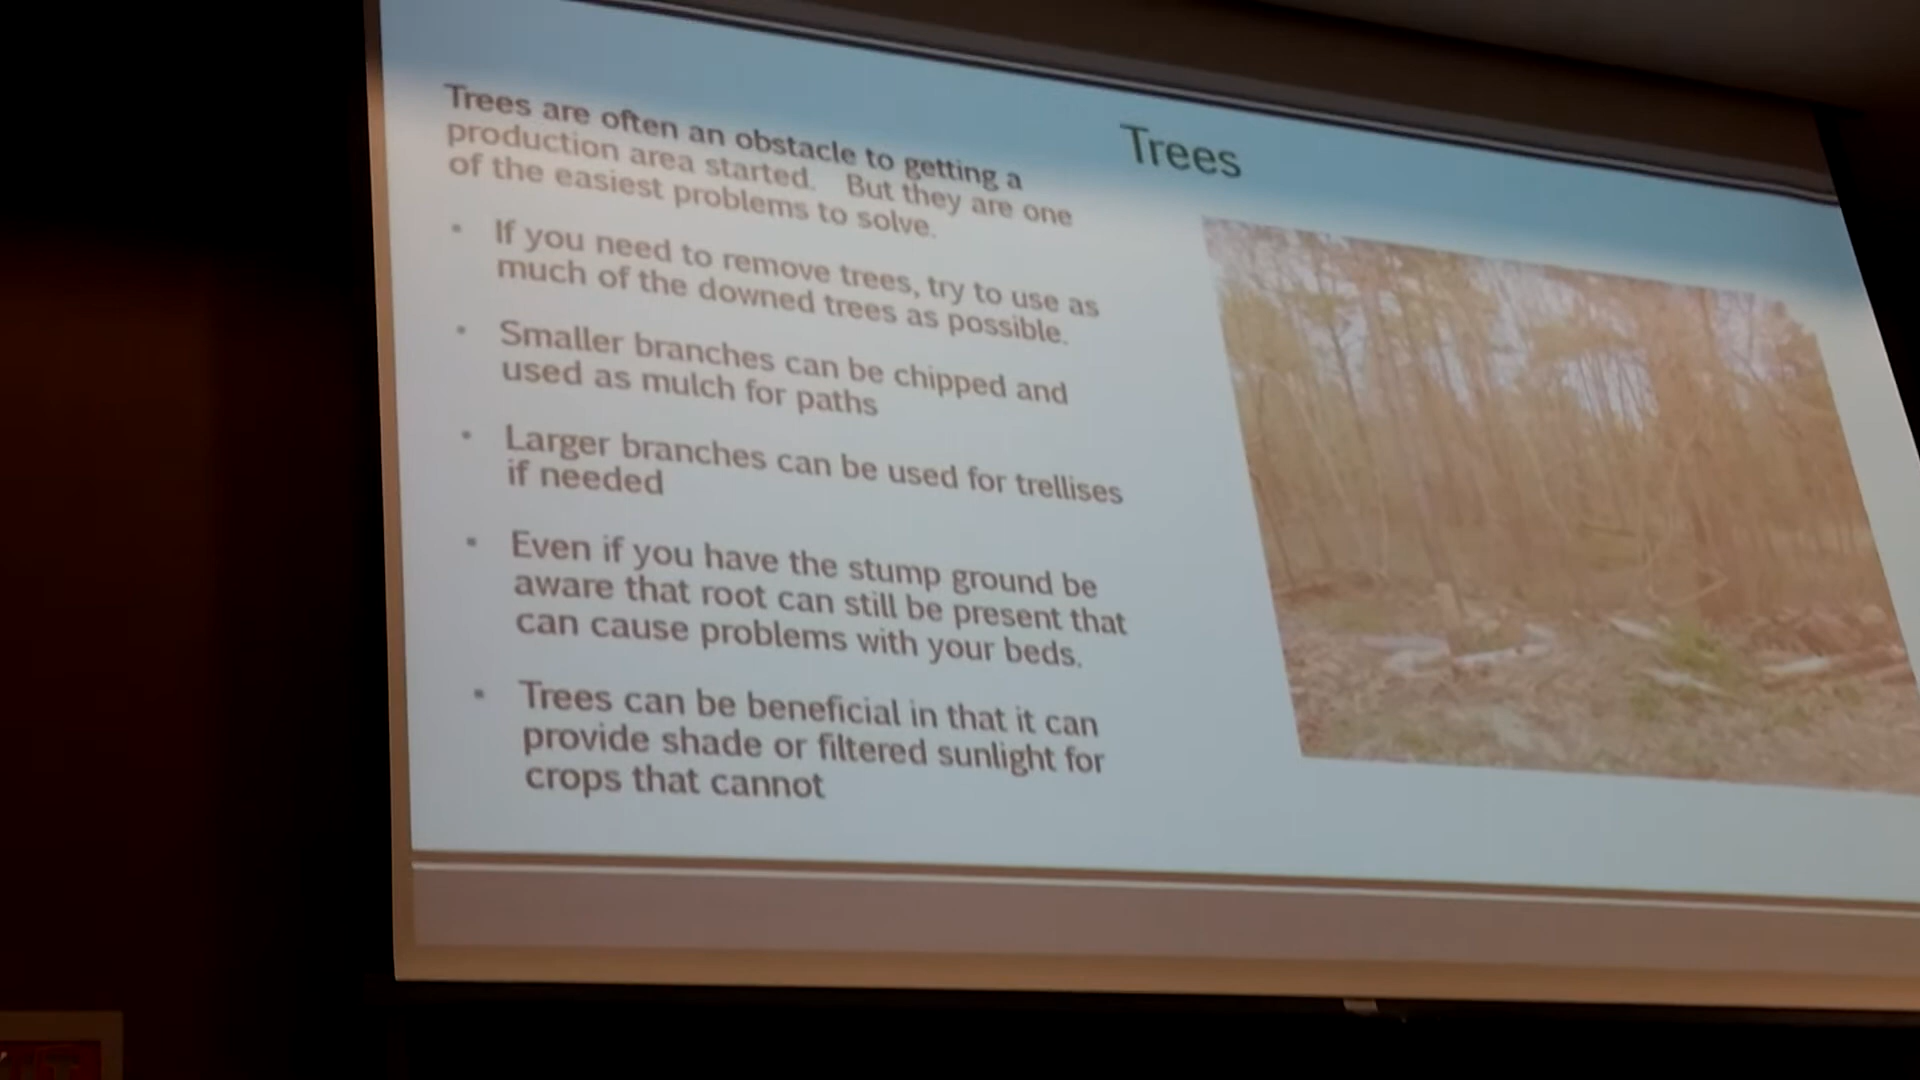 Trees
Trees are often an obstacle to getting a
production area started. But they are one
of the easiest problems to solve.
• If you need to remove trees, try to use as
much of the downed trees as possible.
• Smaller branches can be chipped and
used as mulch for paths
• Larger branches can be used for trellises
if needed
• Even if you have the stump ground be
aware that root can still be present that
can cause problems with your beds.
• Trees can be beneficial in that it can
provide shade or filtered sunlight for
crops that cannot